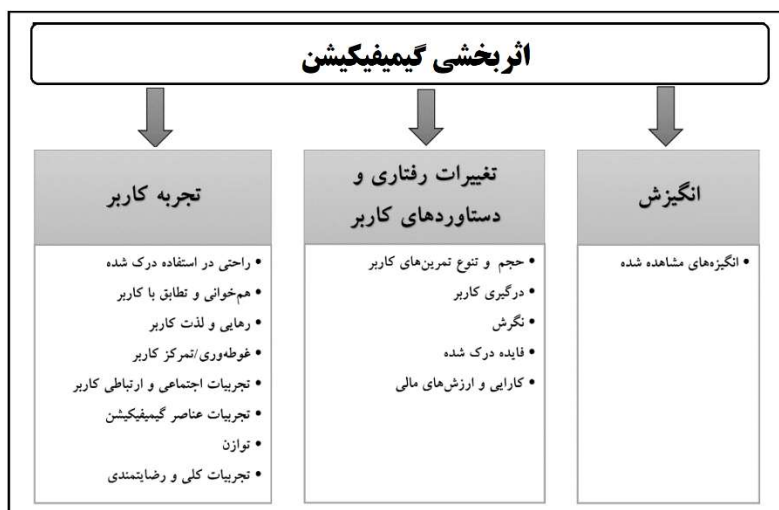 اثربخشی گیمیفیکیشن
انگیزش
• انگیزه‌های مشاهده شده
تغییرات رفتاری و
دستاوردهای کاربر
• حجم و تنوع تمرین‌های کاربر
• درگیری کاربر
• نگرش
• فایده درک شده
• کارایی و ارزش‌های مالی
تجربه کاربر
• راحتی در استفاده درک شده
• هم‌خوانی و تطابق با کاربر
• رهایی و لذت کاربر
• غوطه‌وری/تمرکز کاربر
• تجربیات اجتماعی و ارتباطی کاربر
• تجربیات عناصر گیمیفیکیشن
• توازن
• تجربیات کلی و رضایتمندی